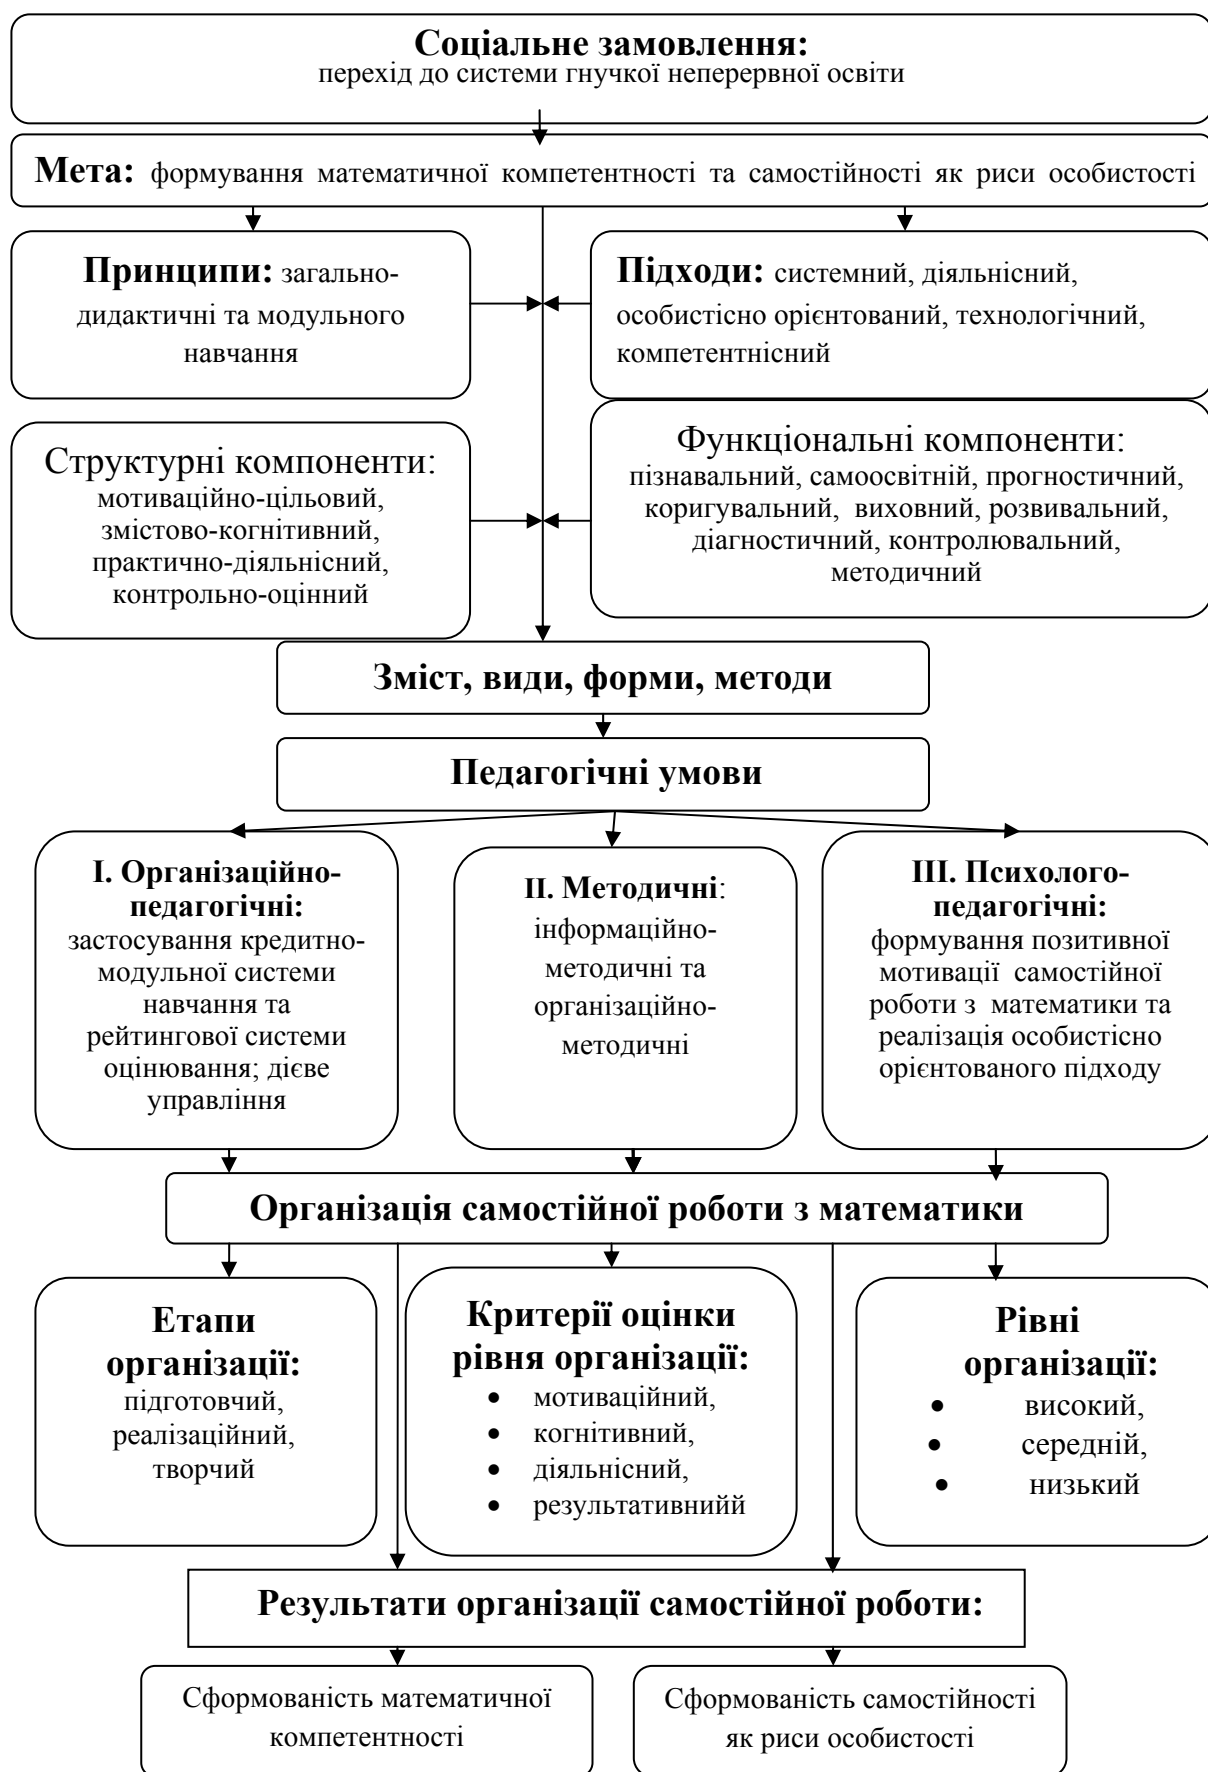 Соціальне замовлення:
перехід до системи гнучкої неперервної освіти
Мета: формування математичної компетентності та самостійності як риси особистості
Принципи: загально-
дидактичні та модульного
навчання
Підходи: системний, діяльнісний,
особистісно орієнтований, технологічний,
компетентнісний
Структурні компоненти:
мотиваційно-цільовий,
змістово-когнітивний,
практично-діяльнісний,
контрольно-оцінний
Функціональні компоненти:
пізнавальний, самоосвітній, прогностичний,
коригувальний, виховний, розвивальний,
діагностичний, контролювальний,
методичний
Зміст, види, форми, методи
Педагогічні умови
І. Організаційно-
педагогічні:
застосування кредитно-
модульної системи
навчання та
рейтингової системи
оцінювання; дієве
управління
ІІ. Методичні:
інформаційно-
методичні та
організаційно-
методичні
ІІІ. Психолого-
педагогічні:
формування позитивної
мотивації самостійної
роботи з математики та
реалізація особистісно
орієнтованого підходу
Організація самостійної роботи з математики
Етапи
організації:
підготовчий,
реалізаційний,
творчий
Критерії оцінки
рівня організації:
• мотиваційний,
• когнітивний,
• діяльнісний,
• результативнийй
Рівні
організації:
• високий,
• середній,
• низький
Результати організації самостійної роботи:
Сформованість математичної
компетентності
Сформованість самостійності
як риси особистості